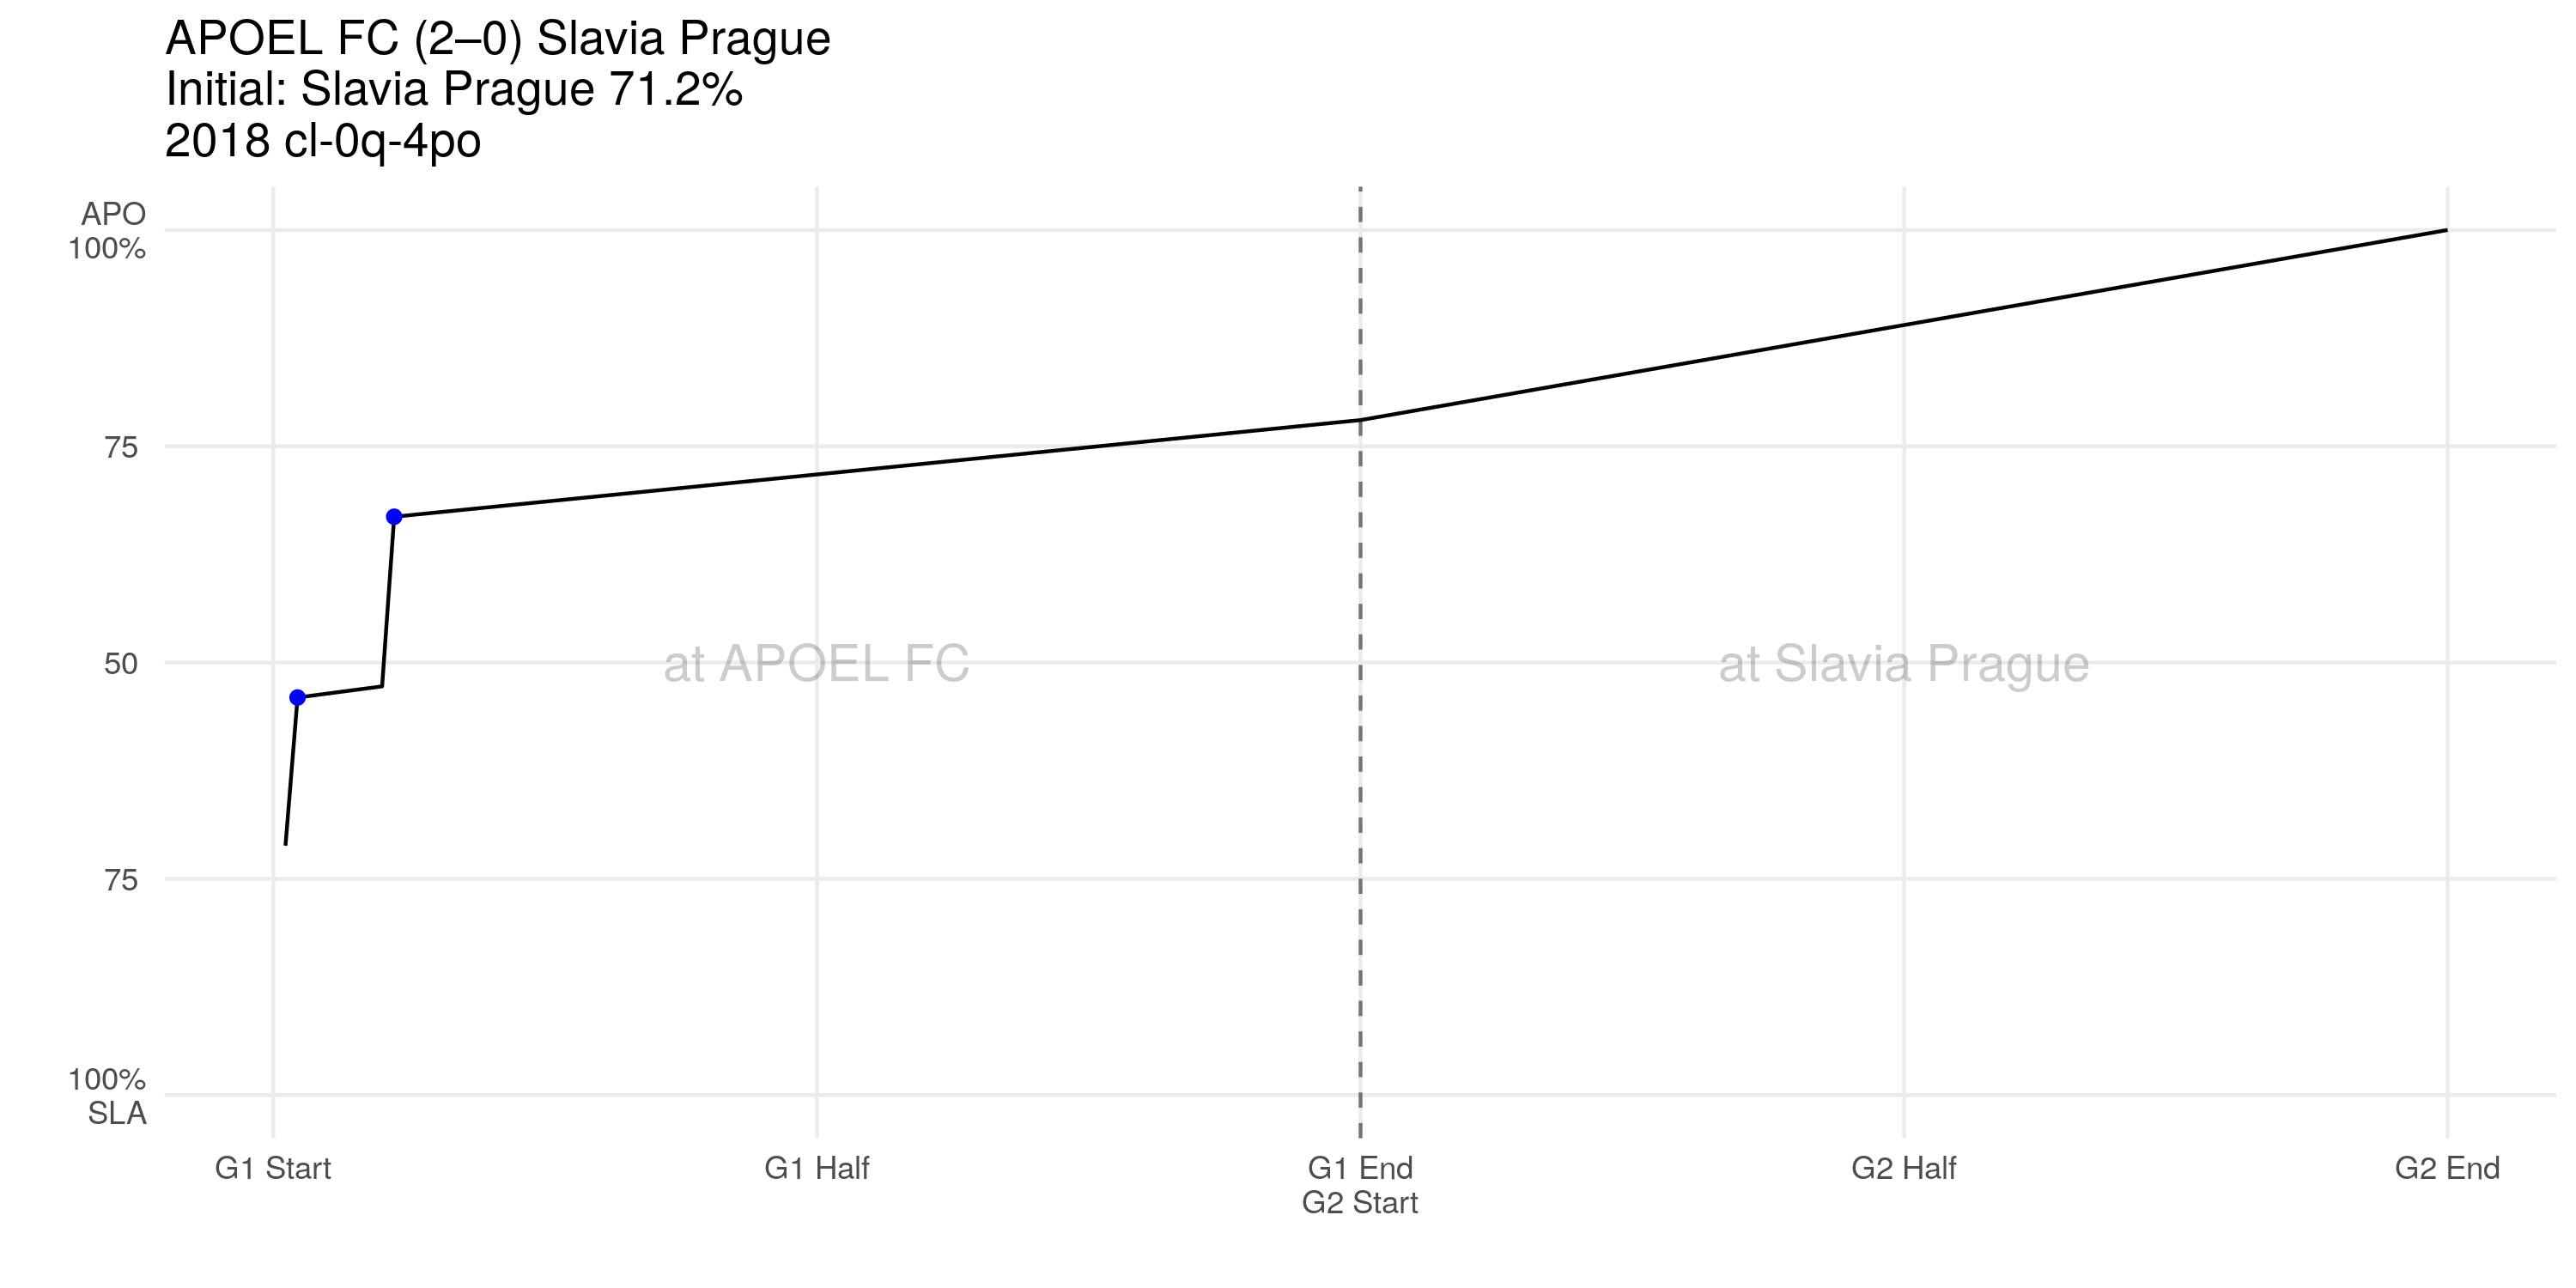 APOEL FC (2–0) Slavia Prague
Initial: Slavia Prague 71.2%
2018 cl-0q-4po
APO
100%
75
50
75
100%
SLA
at APOEL FC
at Slavia Prague
G1 Start
G1 Half
G1 End
G2 Start
G2 Half
G2 End